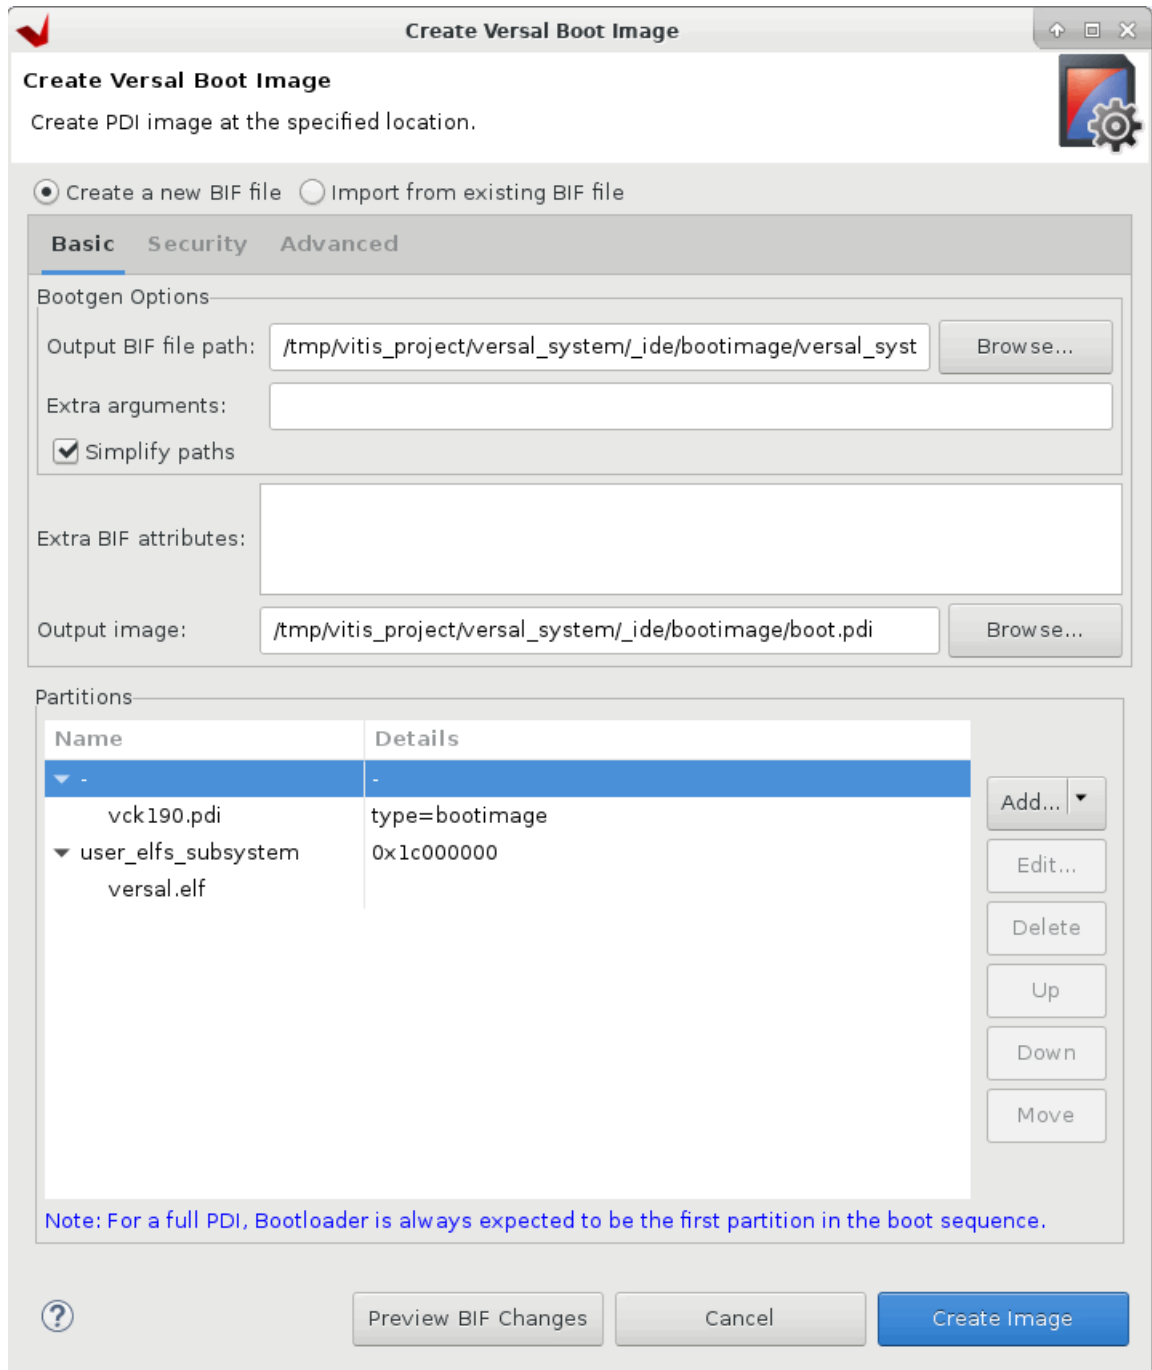 Create Versal Boot Image
Create Versal Boot Image
Create PDI image at the specified location.
Create a new BIF file Import from existing BIF file
Basic Security Advanced
Bootgen Options
Output BIF file path: /tmp/vitis_project/versal_system/_ide/bootimage/versal_syst Browse...
Extra arguments:
Simplify paths
Extra BIF attributes:
Output image: /tmp/vitis_project/versal_system/_ide/bootimage/boot.pdi Browse...
Partitions
Name Details
- -
Add...
vck190.pdi type=bootimage
user_elfs_subsystem 0x1c000000
Edit...
versal.elf
Delete
Up
Down
Move
Note: For a full PDI, Bootloader is always expected to be the first partition in the boot sequence.
? Preview BIF Changes Cancel Create Image